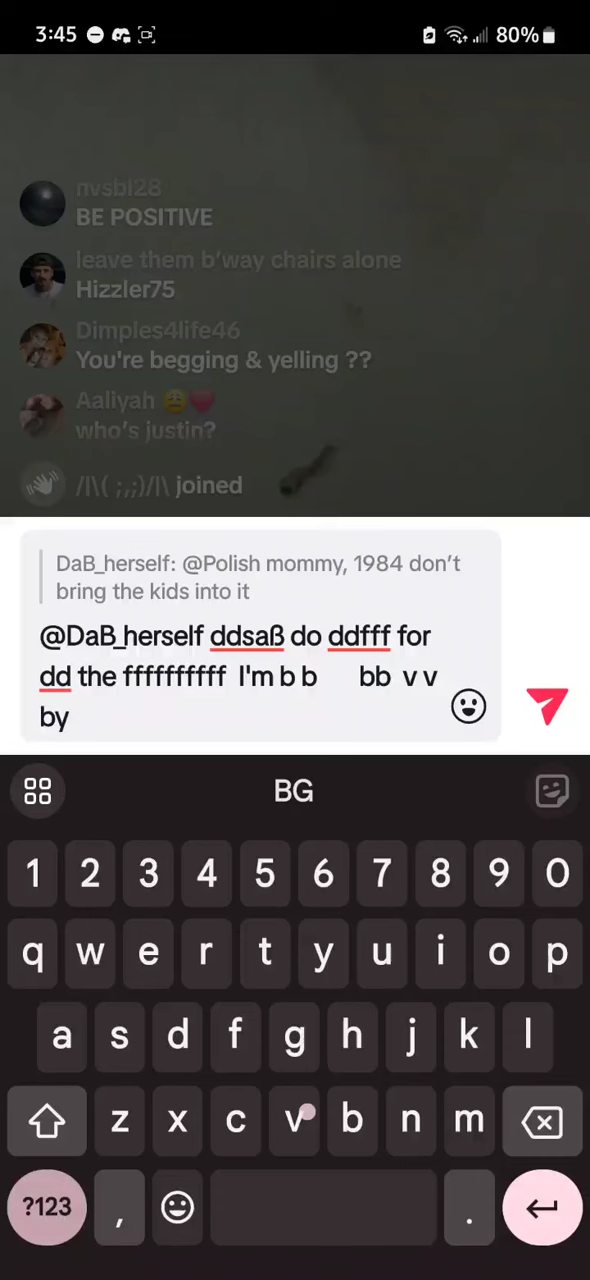 3:45
80%
nvsbl28
BE POSITIVE
leave them b'way chairs alone
Hizzler75
Dimples4life46
You're begging & yelling ??
Aaliyah 😩❤️
who's justin?
/|\( ;,;)/|\ joined
DaB_herself: @Polish mommy, 1984 don't
bring the kids into it
@DaB_herself ddsaß do ddfff for
dd the ffffffffff I'm b b bb v v
by
BG
1 2 3 4 5 6 7 8 9 0
q w e r t y u i o p
a s d f g h j k l
z x c v b n m
?123 , .